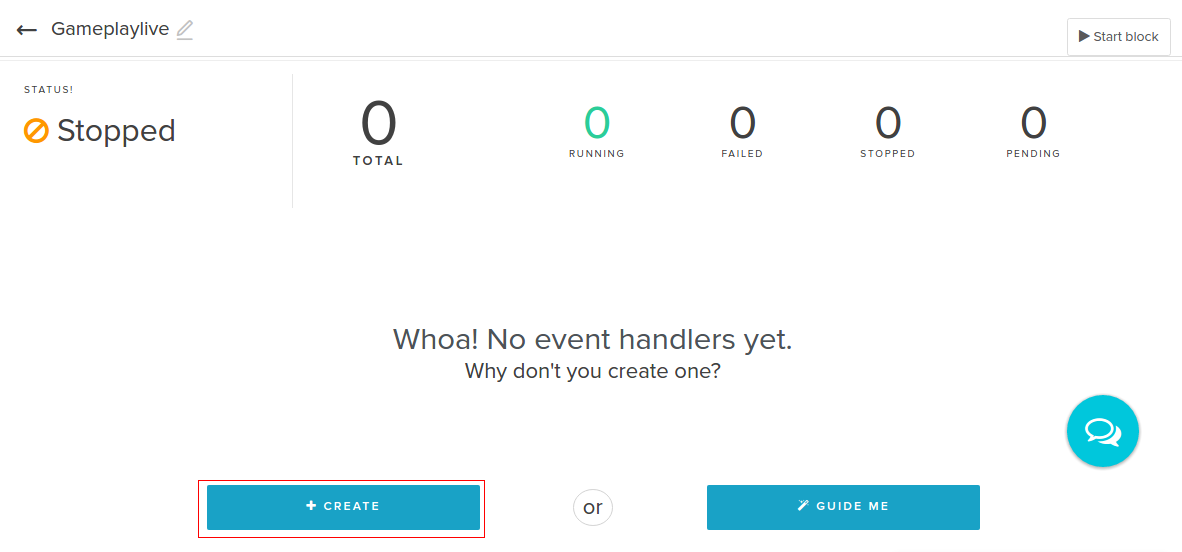 Gameplaylive
Start block
STATUS!
Stopped
0
TOTAL
0
RUNNING
0
FAILED
0
STOPPED
0
PENDING
Whoa! No event handlers yet.
Why don't you create one?
CREATE
or
GUIDE ME